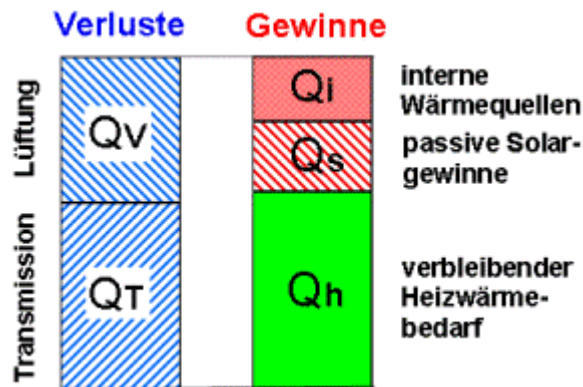 Verluste Gewinne
Lüftung
Qv
Qi
interne
Wärmequellen
Qs
passive Solar-
gewinne
Transmission
QT
Qh
verbleibender
Heizwärme-
bedarf